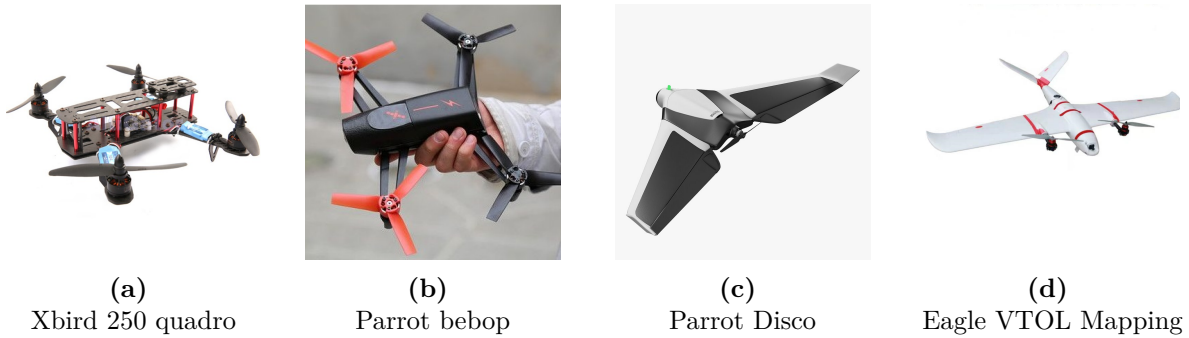 (a)
Xbird 250 quadro
(b)
Parrot bebop
(c)
Parrot Disco
(d)
Eagle VTOL Mapping